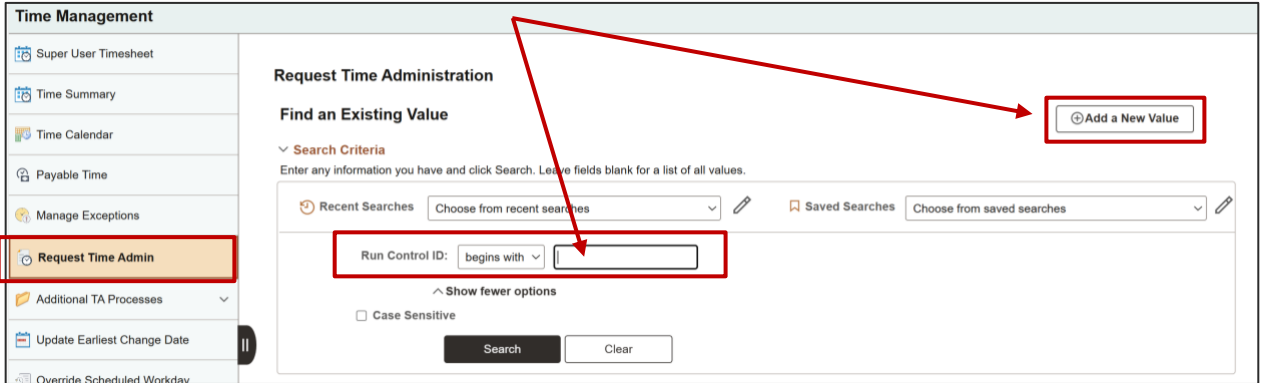 Time Management
Super User Timesheet
Time Summary
Time Calendar
Payable Time
Manage Exceptions
Request Time Admin
Additional TA Processes
Update Earliest Change Date
Override Scheduled Workday
Request Time Administration
Find an Existing Value
Add a New Value
Search Criteria
Enter any information you have and click Search. Leave fields blank for a list of all values.
Recent Searches Choose from recent searches Saved Searches Choose from saved searches
Run Control ID: begins with
Show fewer options
Case Sensitive
Search Clear